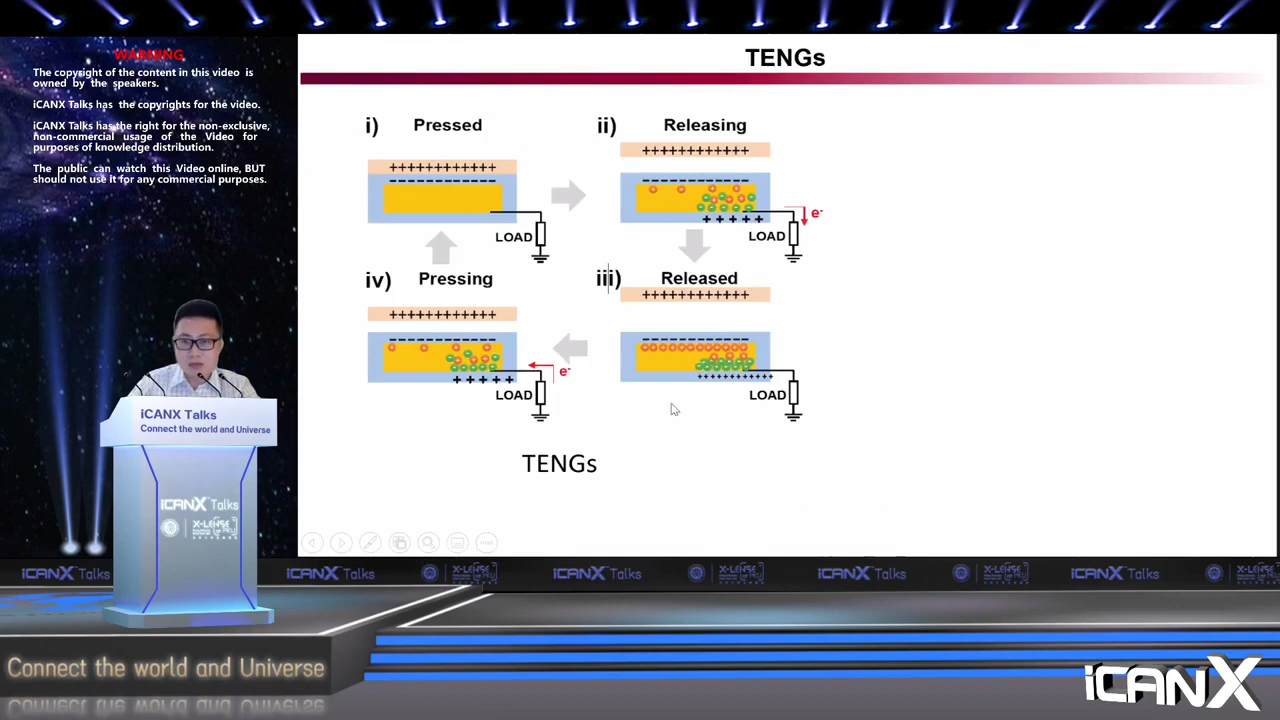 WARNING
The copyright of the content in this video is
owned by the speakers.
iCANX Talks has the copyrights for the video.
iCANX Talks has the right for the non-exclusive,
non-commercial usage of the Video for
purposes of knowledge distribution.
The public can watch this Video online, BUT
should not use it for any commercial purposes.
TENGs
i) Pressed
ii) Releasing
++++++++++++
++++++++++++
e-
LOAD
LOAD
iv) Pressing
iii) Released
++++++++++++
++++++++++++
e-
LOAD
LOAD
TENGs
iCANX Talks
Connect the world and Universe
iCANX Talks
X-LENSE
iCANX Talks
iCANX Talks
X-LENSE
iCANX Talks
X-LENSE
iCANX Talks
X-LENSE
iCANX Talks
Connect the world and Universe
iCANX